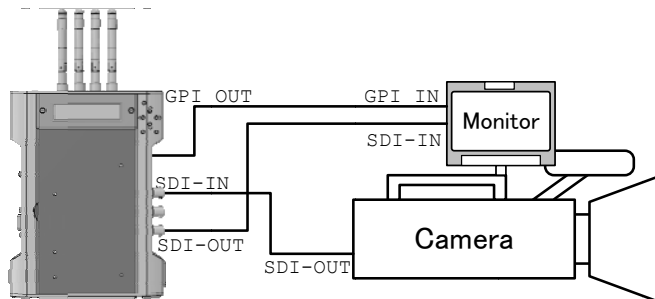 GPI OUT
GPI IN
Monitor
SDI-IN
SDI-IN
SDI-OUT
Camera
SDI-OUT